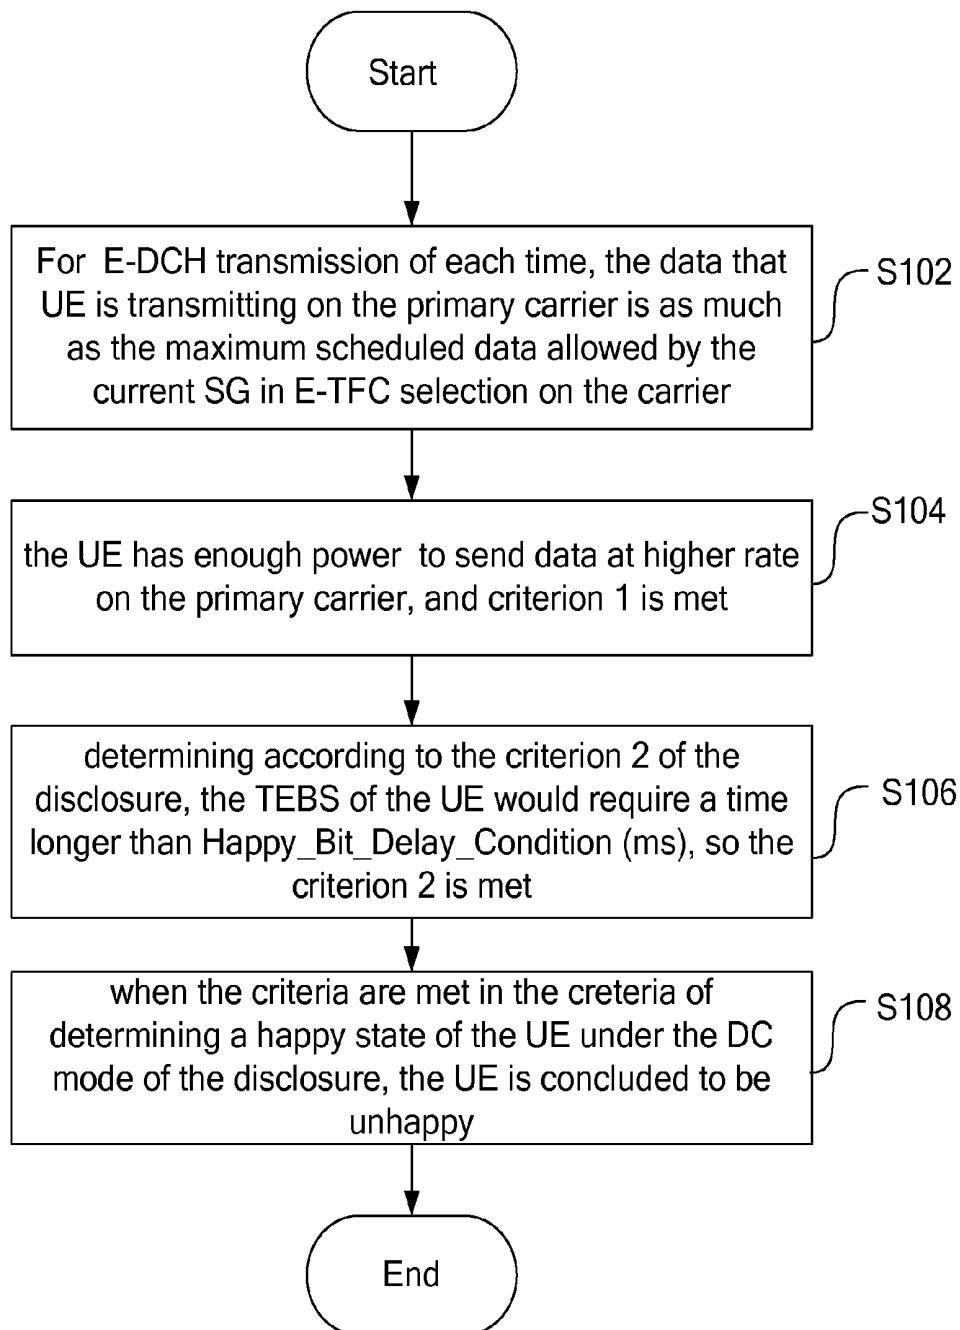 Start
For E-DCH transmission of each time, the data that
UE is transmitting on the primary carrier is as much
as the maximum scheduled data allowed by the
current SG in E-TFC selection on the carrier
S102
the UE has enough power to send data at higher rate
on the primary carrier, and criterion 1 is met
S104
determining according to the criterion 2 of the
disclosure, the TEBS of the UE would require a time
longer than Happy_Bit_Delay_Condition (ms), so the
criterion 2 is met
S106
when the criteria are met in the creteria of
determining a happy state of the UE under the DC
mode of the disclosure, the UE is concluded to be
unhappy
S108
End